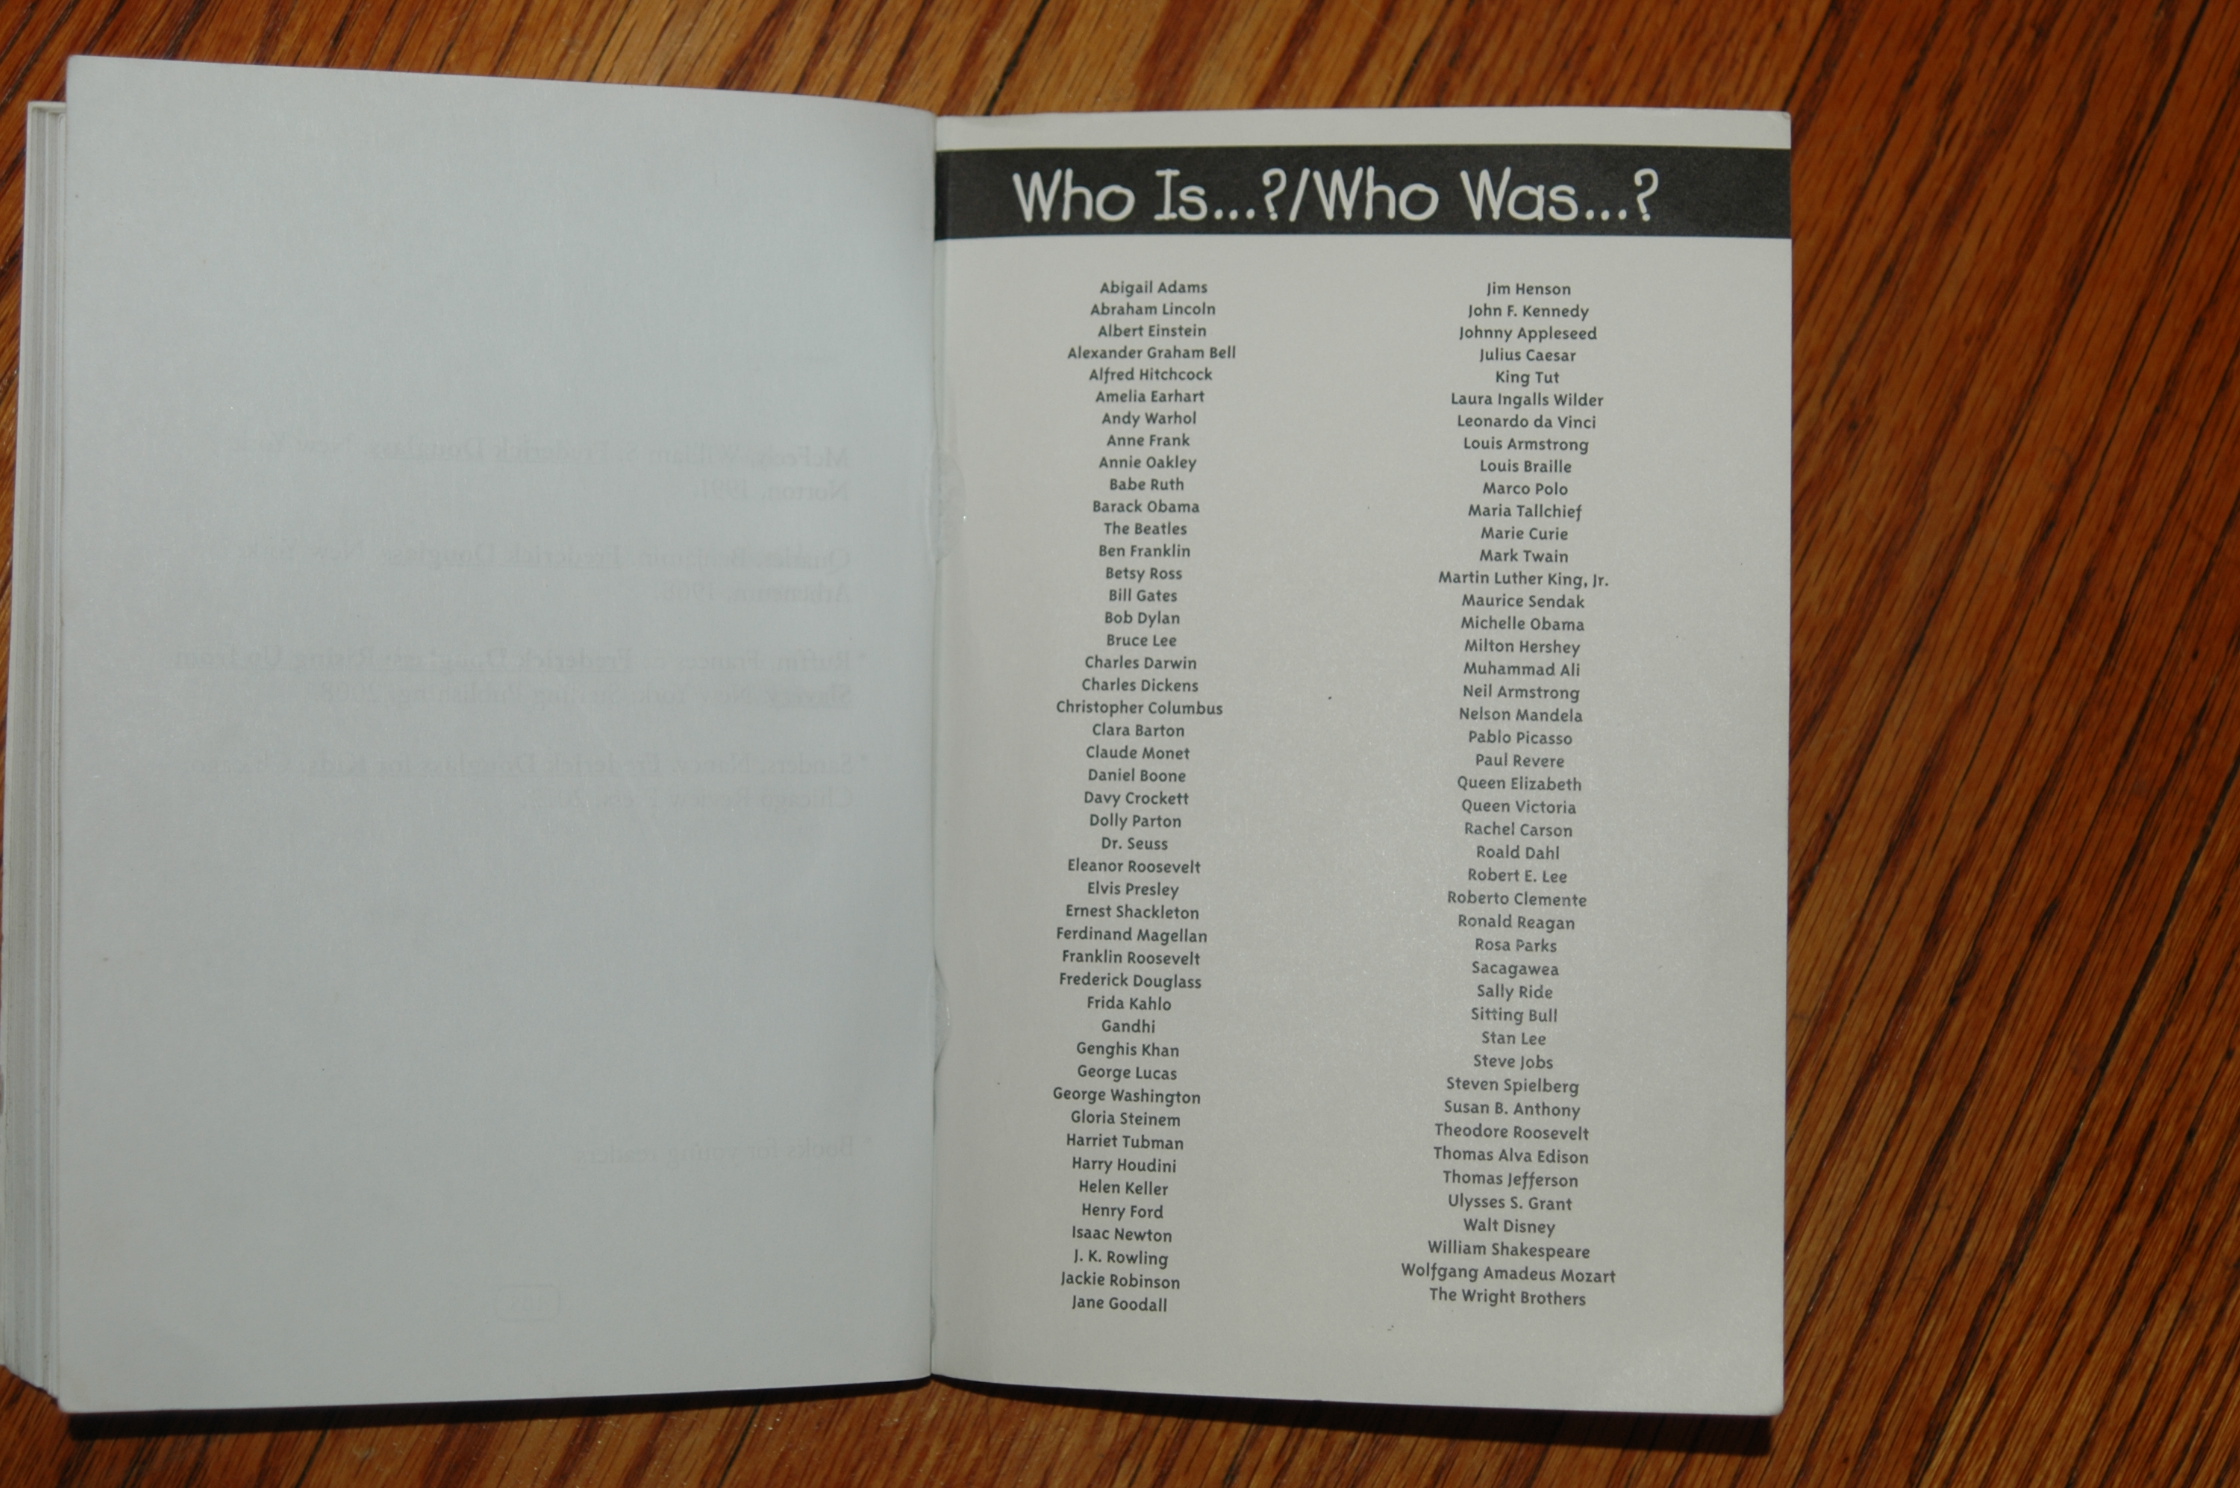 Who Is...?/Who Was...?
Abigail Adams
Abraham Lincoln
Albert Einstein
Alexander Graham Bell
Alfred Hitchcock
Amelia Earhart
Andy Warhol
Anne Frank
Annie Oakley
Babe Ruth
Barack Obama
The Beatles
Ben Franklin
Betsy Ross
Bill Gates
Bob Dylan
Bruce Lee
Charles Darwin
Charles Dickens
Christopher Columbus
Clara Barton
Claude Monet
Daniel Boone
Davy Crockett
Dolly Parton
Dr. Seuss
Eleanor Roosevelt
Elvis Presley
Ernest Shackleton
Ferdinand Magellan
Franklin Roosevelt
Frederick Douglass
Frida Kahlo
Gandhi
Genghis Khan
George Lucas
George Washington
Gloria Steinem
Harriet Tubman
Harry Houdini
Helen Keller
Henry Ford
Isaac Newton
J. K. Rowling
Jackie Robinson
Jane Goodall
Jim Henson
John F. Kennedy
Johnny Appleseed
Julius Caesar
King Tut
Laura Ingalls Wilder
Leonardo da Vinci
Louis Armstrong
Louis Braille
Marco Polo
Maria Tallchief
Marie Curie
Mark Twain
Martin Luther King, Jr.
Maurice Sendak
Michelle Obama
Milton Hershey
Muhammad Ali
Neil Armstrong
Nelson Mandela
Pablo Picasso
Paul Revere
Queen Elizabeth
Queen Victoria
Rachel Carson
Roald Dahl
Robert E. Lee
Roberto Clemente
Ronald Reagan
Rosa Parks
Sacagawea
Sally Ride
Sitting Bull
Stan Lee
Steve Jobs
Steven Spielberg
Susan B. Anthony
Theodore Roosevelt
Thomas Alva Edison
Thomas Jefferson
Ulysses S. Grant
Walt Disney
William Shakespeare
Wolfgang Amadeus Mozart
The Wright Brothers